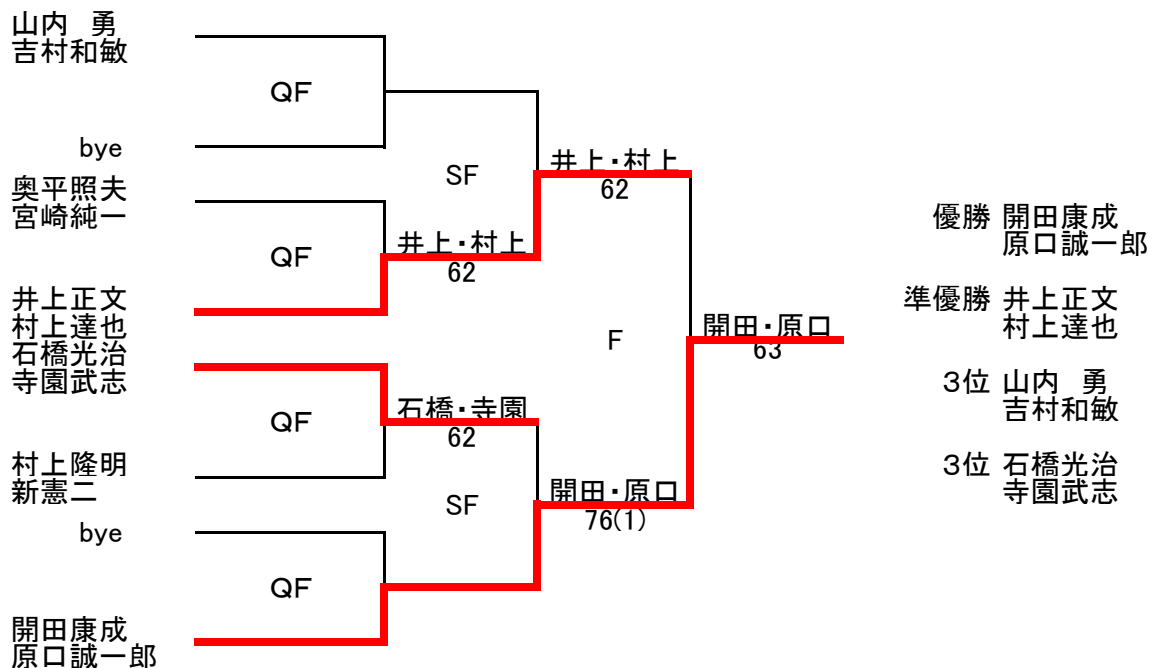 山内　勇
吉村和敏
QF
bye
奥平照夫
宮崎純一
QF
井上正文
村上達也
石橋光治
寺園武志
QF
村上隆明
新憲二
bye
QF
開田康成
原口誠一郎
SF
井上・村上
62
石橋・寺園
62
SF
井上・村上
62
F
開田・原口
76(1)
開田・原口
63
優勝 開田康成
原口誠一郎
準優勝 井上正文
村上達也
３位 山内　勇
吉村和敏
３位 石橋光治
寺園武志